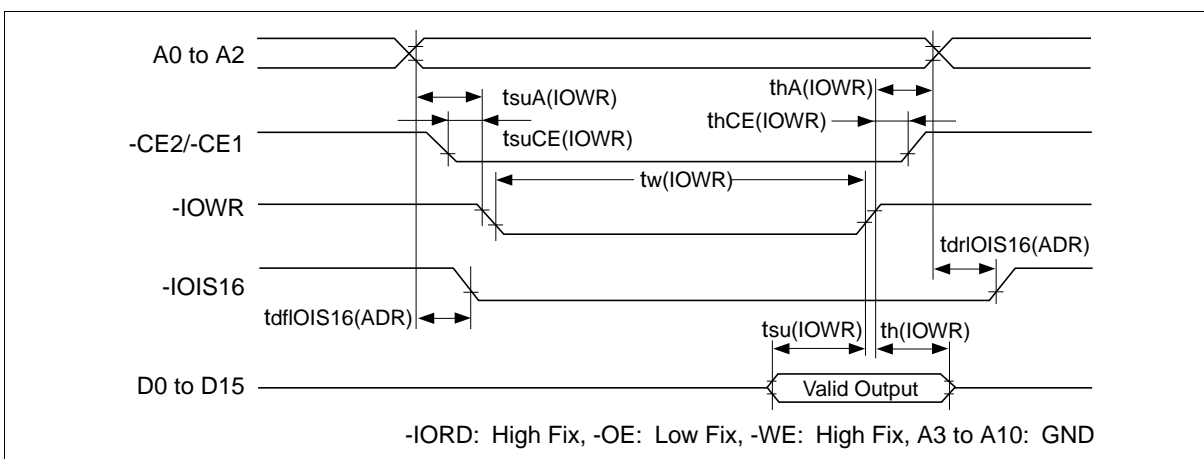 A0 to A2
tsuA(IOWR)
thA(IOWR)
-CE2/-CE1
tsuCE(IOWR)
thCE(IOWR)
tw(IOWR)
-IOWR
tdrIOIS16(ADR)
-IOIS16
tdfIOIS16(ADR)
tsu(IOWR)
th(IOWR)
D0 to D15
Valid Output
-IORD: High Fix, -OE: Low Fix, -WE: High Fix, A3 to A10: GND